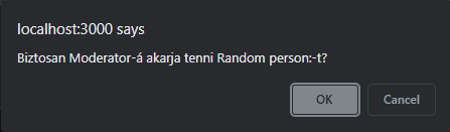 localhost:3000 says
Biztosan Moderator-á akarja tenni Random person:-t?
OK
Cancel